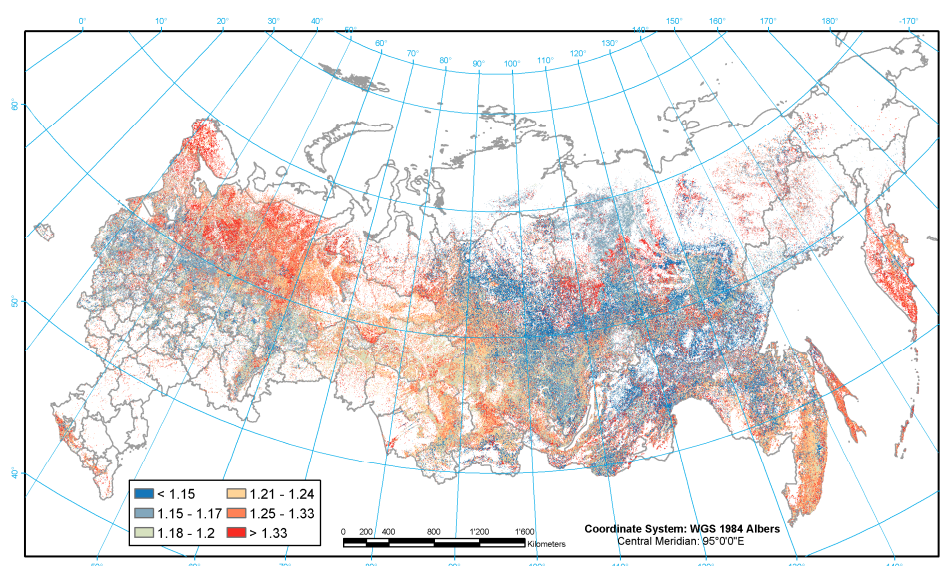 0° 10° 20° 30° 40° 50° 140° 150° 160° 170° 180° -170°
60° 70° 80° 90° 100° 110° 120° 130°
60°
50°
40°
< 1.15 1.21 - 1.24
1.15 - 1.17 1.25 - 1.33
1.18 - 1.2 > 1.33
0 200 400 800 1'200 1'600
Kilometers
Coordinate System: WGS 1984 Albers
Central Meridian: 95°0'0"E